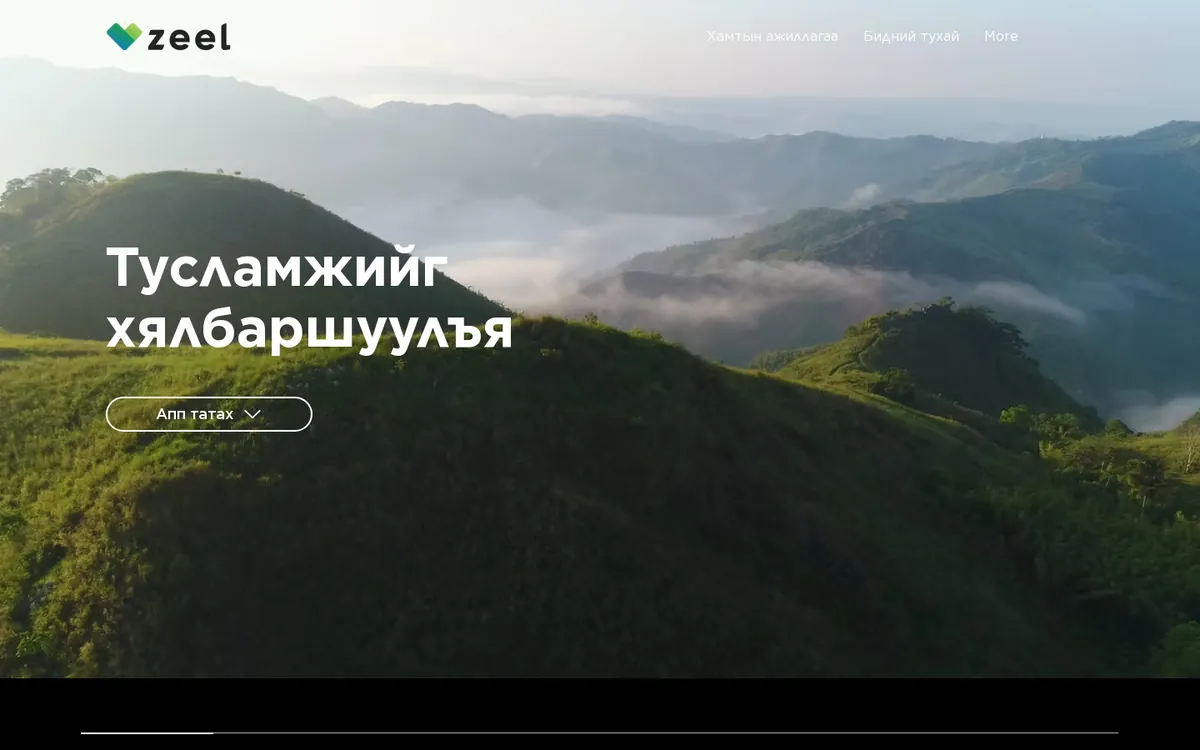 zeel
Хамтын ажиллагаа
Бидний тухай
More
Тусламжийг
хялбаршуулъя
Апп татах